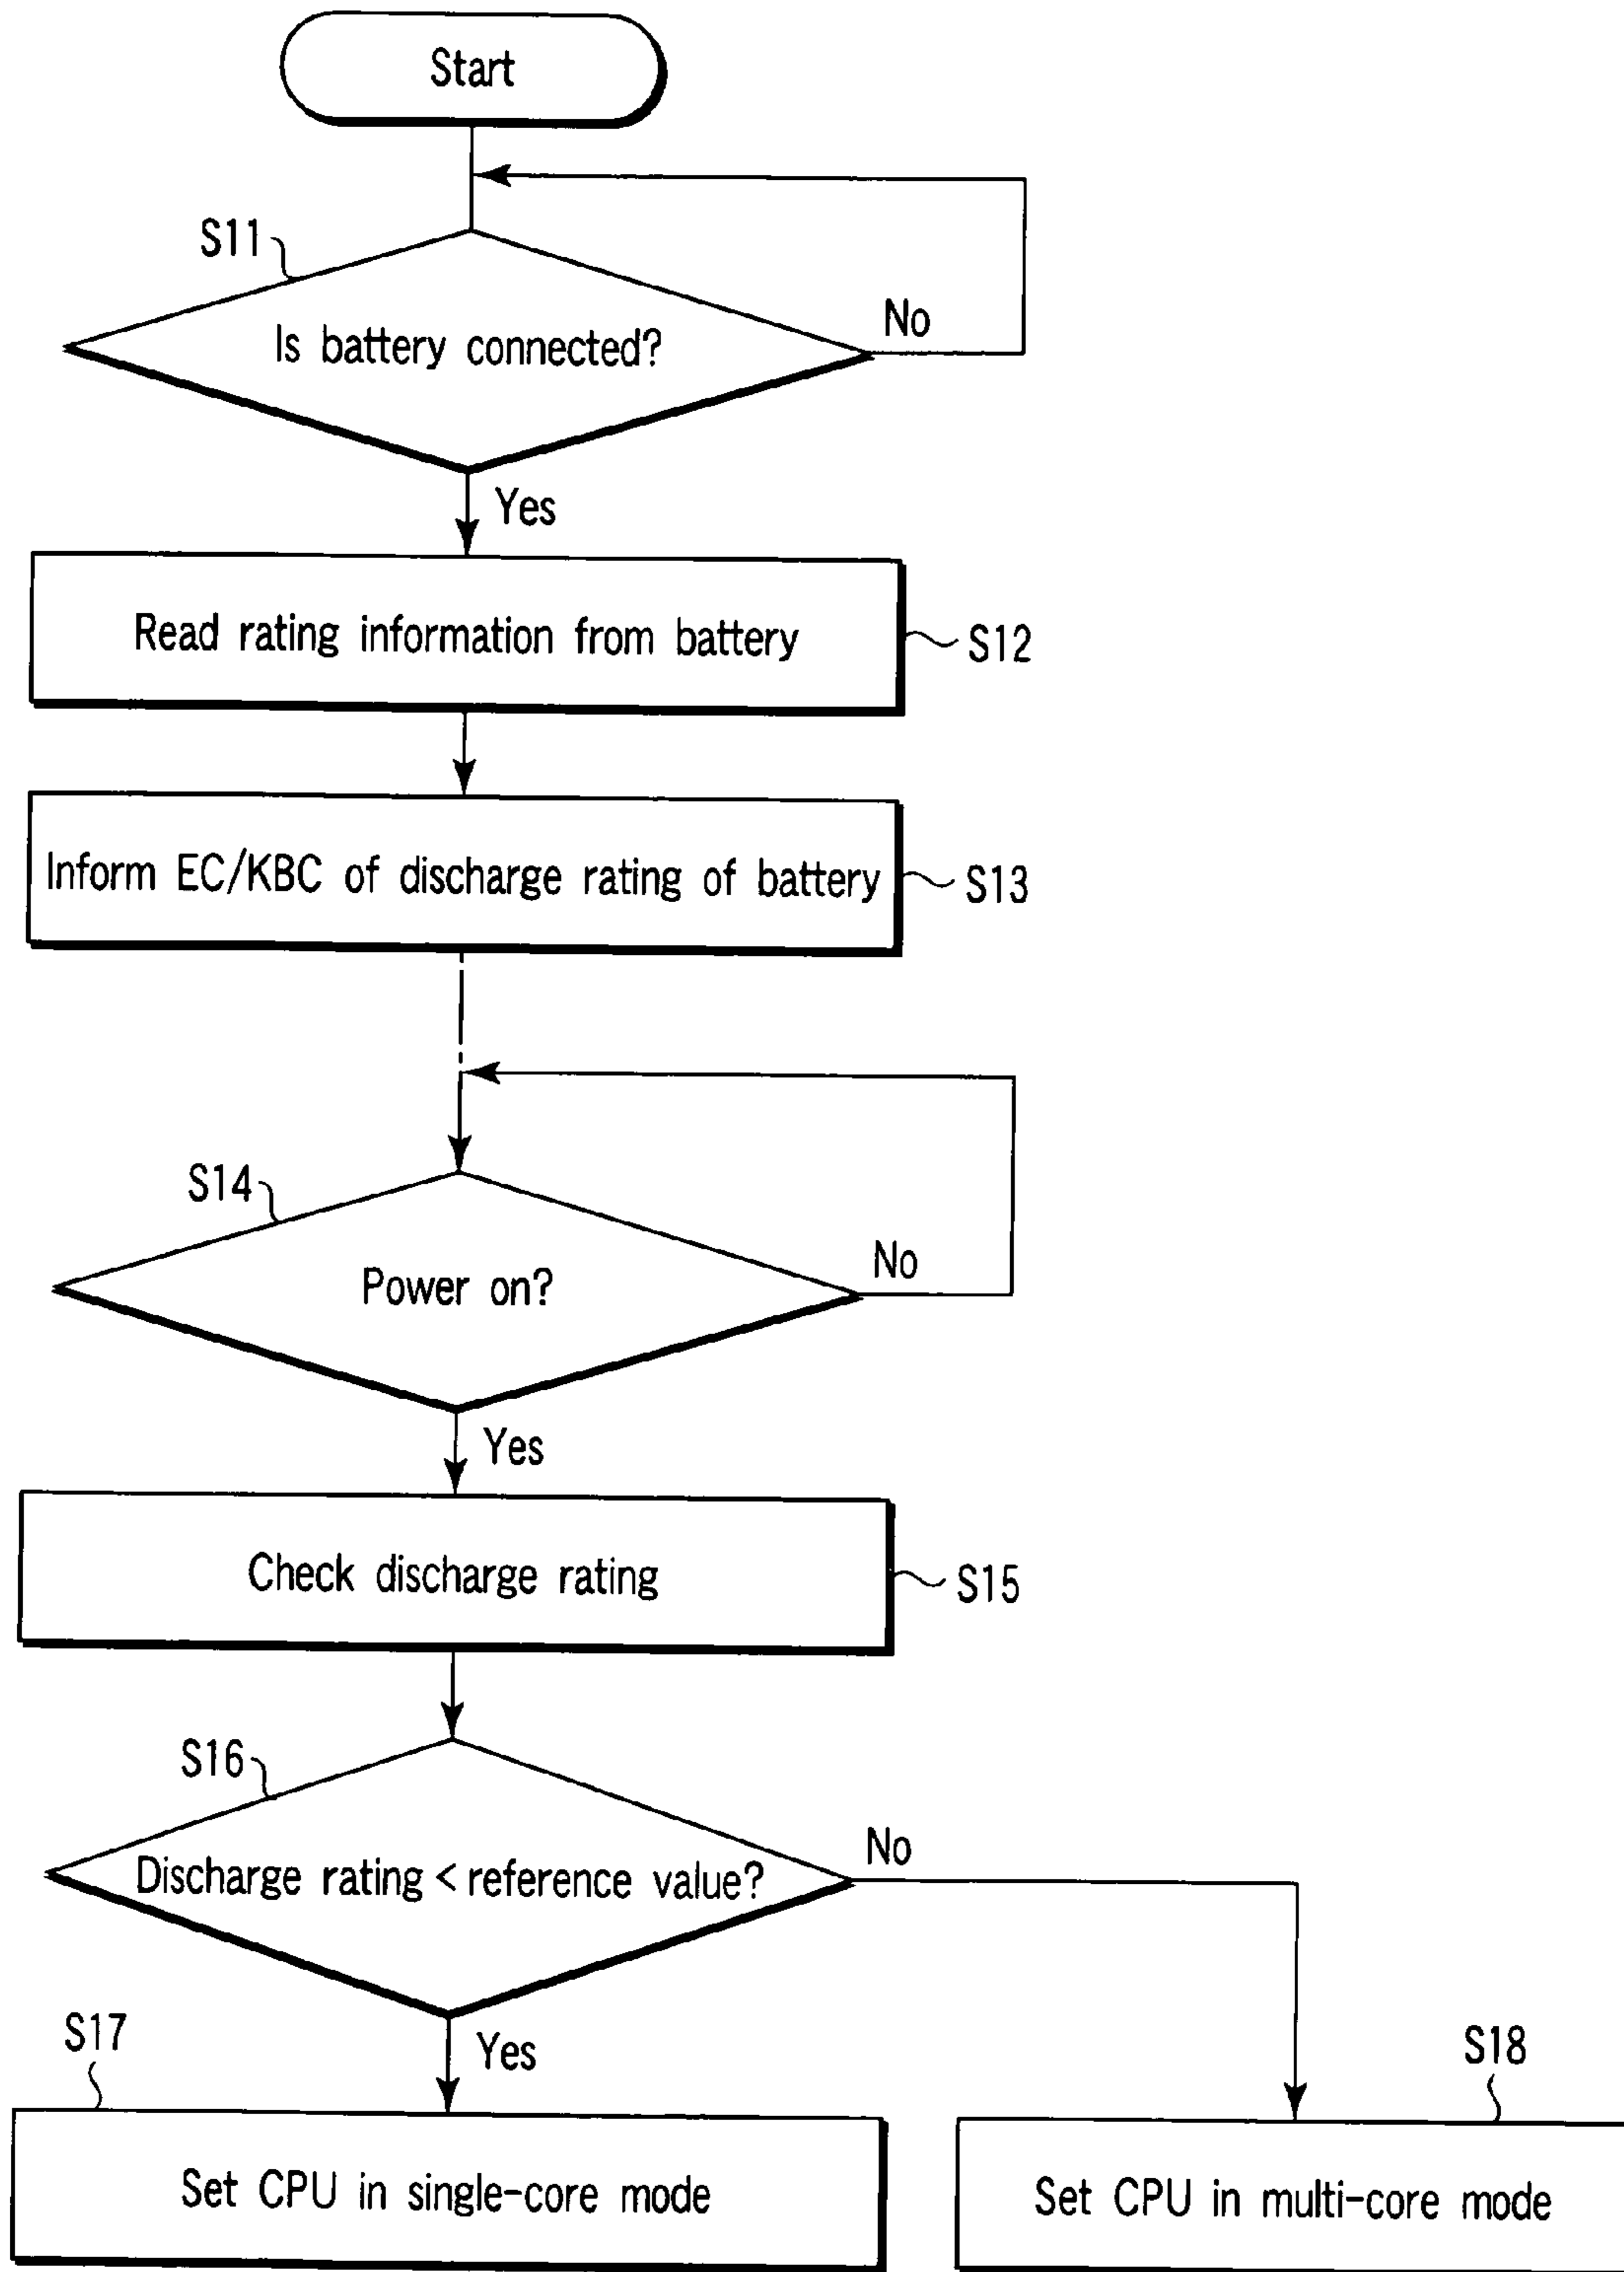 Start
S11
Is battery connected?
No
Yes
Read rating information from battery
S12
Inform EC/KBC of discharge rating of battery
S13
S14
Power on?
No
Yes
Check discharge rating
S15
S16
Discharge rating < reference value?
No
Yes
S17
S18
Set CPU in single-core mode
Set CPU in multi-core mode